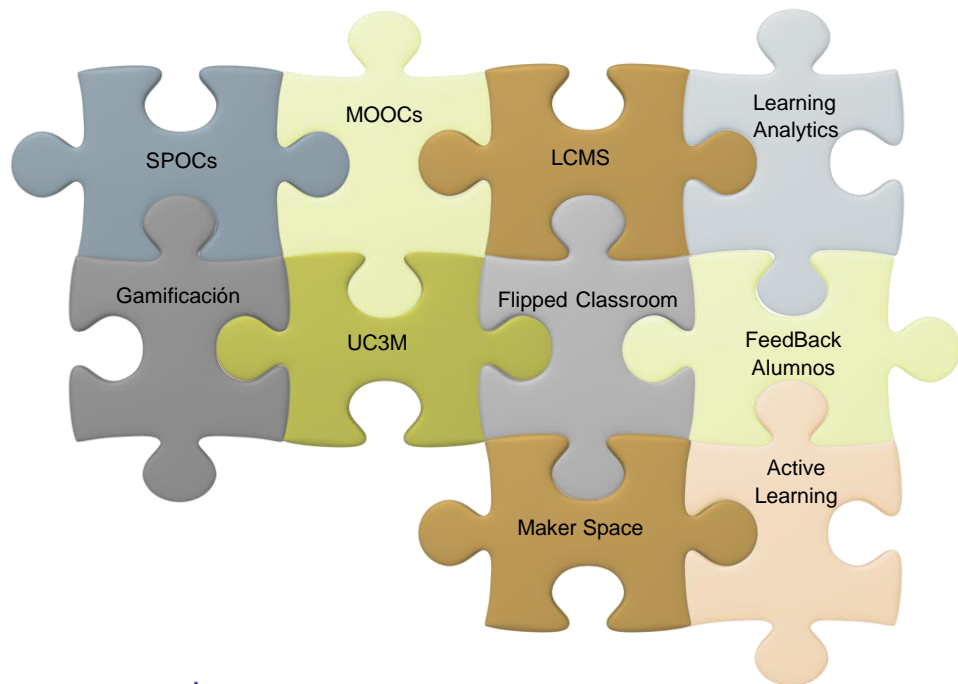 MOOCs
Learning
Analytics
SPOCs
LCMS
Gamificación
Flipped Classroom
UC3M
FeedBack
Alumnos
Active
Learning
Maker Space